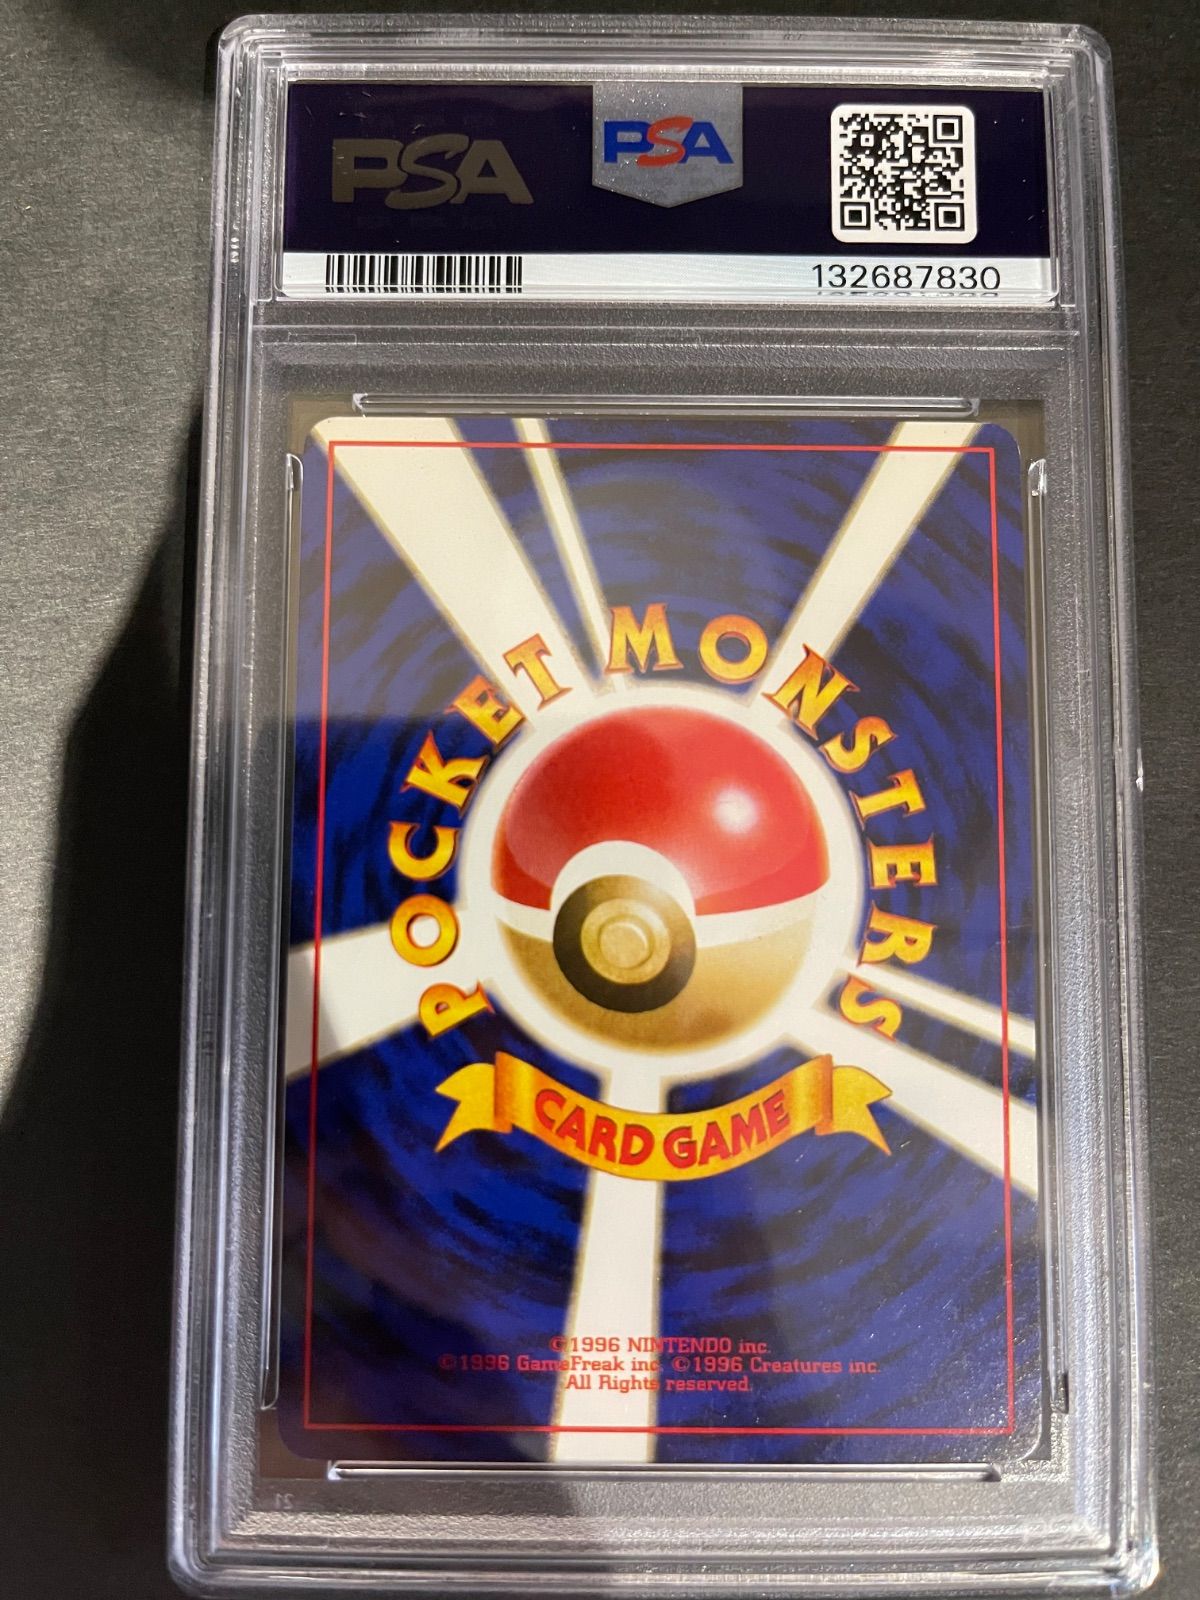 PSA
PSA
132687830
POCKET MONSTERS
CARD GAME
©1996 NINTENDO inc.
©1996 GameFreak inc. ©1996 Creatures inc.
All Rights reserved.
21